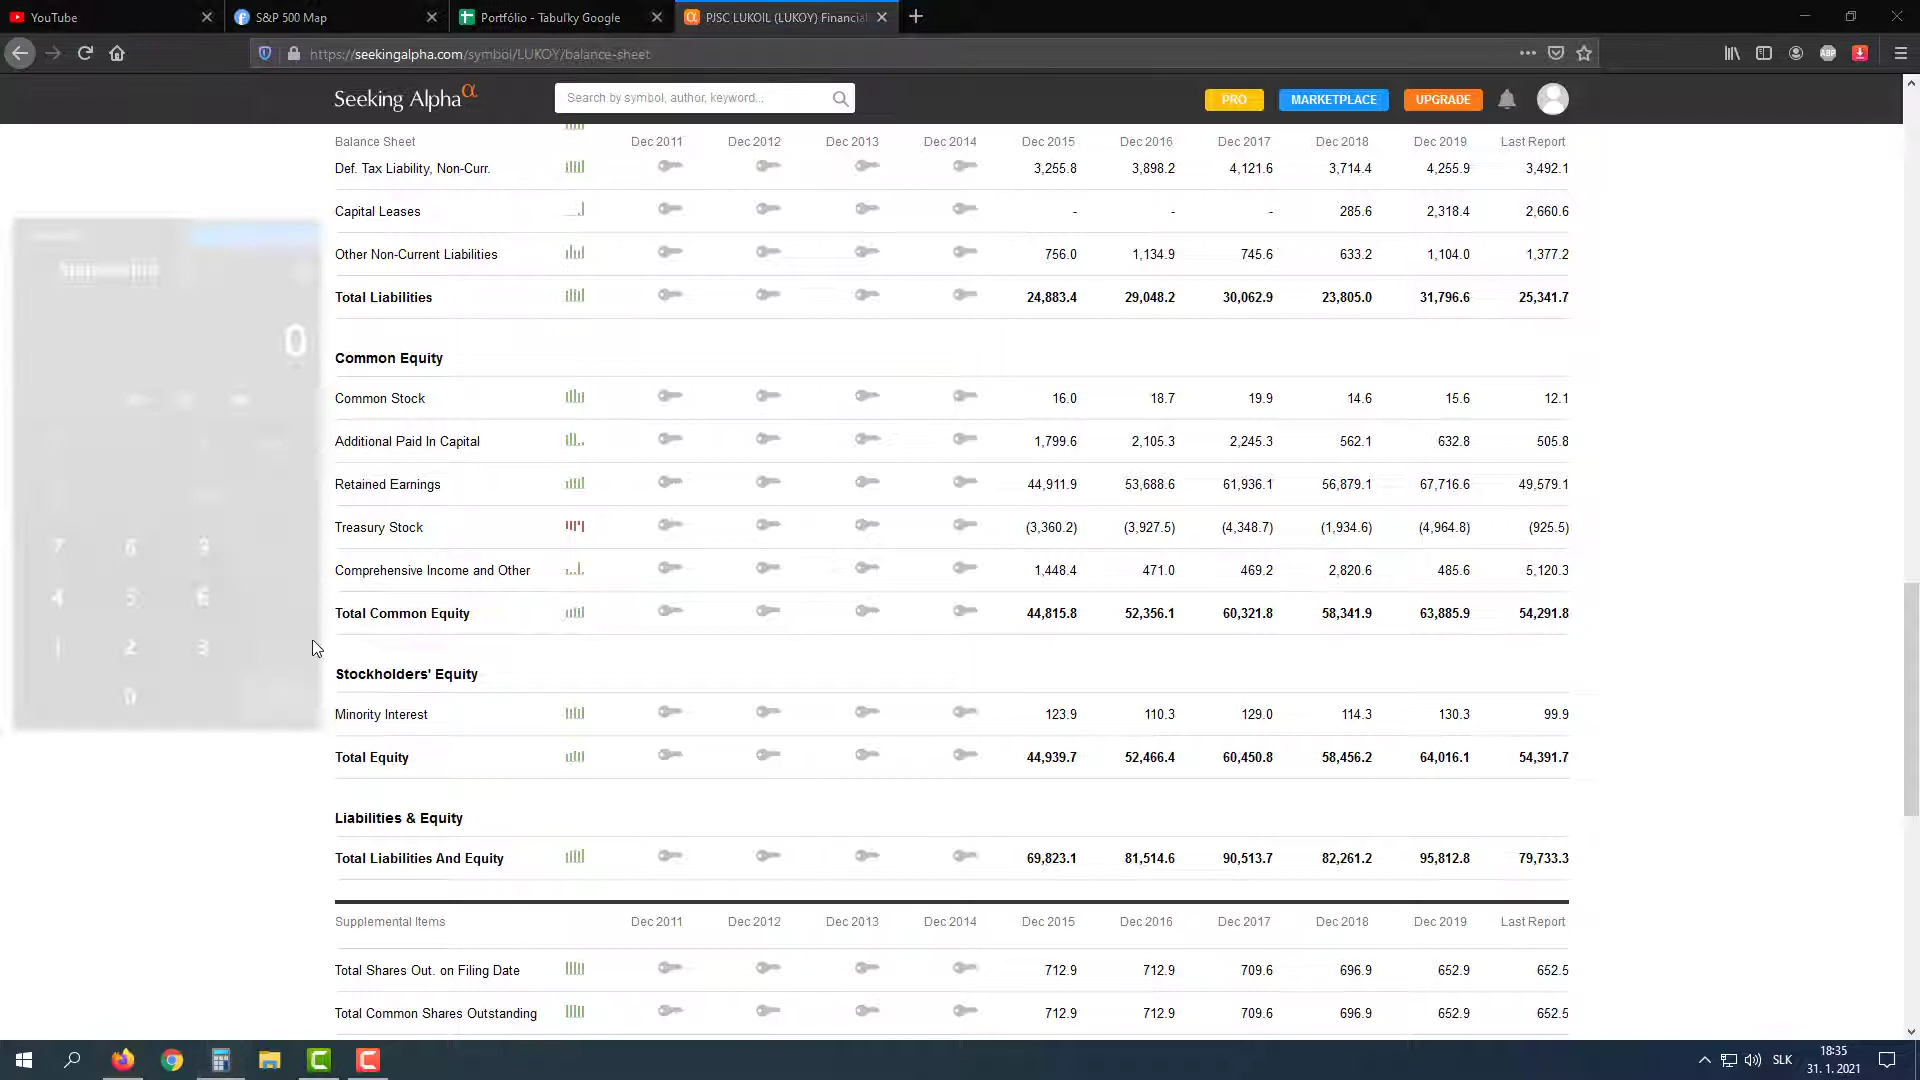 YouTube
S&P 500 Map
Portfólio - Tabuľky Google
PJSC LUKOIL (LUKOY) Financial
https://seekingalpha.com/symbol/LUKOY/balance-sheet
Seeking Alpha α
Search by symbol, author, keyword...
PRO
MARKETPLACE
UPGRADE
Balance Sheet Dec 2011 Dec 2012 Dec 2013 Dec 2014 Dec 2015 Dec 2016 Dec 2017 Dec 2018 Dec 2019 Last Report
Def. Tax Liability, Non-Curr. 3,255.8 3,898.2 4,121.6 3,714.4 4,255.9 3,492.1
Capital Leases - - - 285.6 2,318.4 2,660.6
Other Non-Current Liabilities 756.0 1,134.9 745.6 633.2 1,104.0 1,377.2
Total Liabilities 24,883.4 29,048.2 30,062.9 23,805.0 31,796.6 25,341.7
Common Equity
Common Stock 16.0 18.7 19.9 14.6 15.6 12.1
Additional Paid In Capital 1,799.6 2,105.3 2,245.3 562.1 632.8 505.8
Retained Earnings 44,911.9 53,688.6 61,936.1 56,879.1 67,716.6 49,579.1
Treasury Stock (3,360.2) (3,927.5) (4,348.7) (1,934.6) (4,964.8) (925.5)
Comprehensive Income and Other 1,448.4 471.0 469.2 2,820.6 485.6 5,120.3
Total Common Equity 44,815.8 52,356.1 60,321.8 58,341.9 63,885.9 54,291.8
Stockholders' Equity
Minority Interest 123.9 110.3 129.0 114.3 130.3 99.9
Total Equity 44,939.7 52,466.4 60,450.8 58,456.2 64,016.1 54,391.7
Liabilities & Equity
Total Liabilities And Equity 69,823.1 81,514.6 90,513.7 82,261.2 95,812.8 79,733.3
Supplemental Items Dec 2011 Dec 2012 Dec 2013 Dec 2014 Dec 2015 Dec 2016 Dec 2017 Dec 2018 Dec 2019 Last Report
Total Shares Out. on Filing Date 712.9 712.9 709.6 696.9 652.9 652.5
Total Common Shares Outstanding 712.9 712.9 709.6 696.9 652.9 652.5
0
7 8 9
4 5 6
1 2 3
0
ABP
SLK
18:35
31. 1. 2021